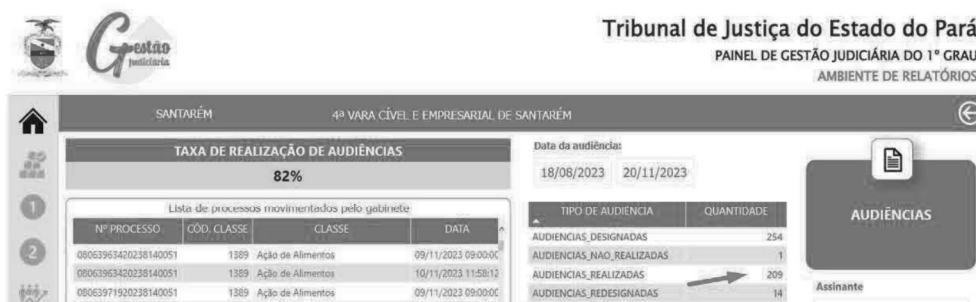 Gestão
Judiciária
Tribunal de Justiça do Estado do Pará
PAINEL DE GESTÃO JUDICIÁRIA DO 1º GRAU
AMBIENTE DE RELATÓRIOS
SANTARÉM
4ª VARA CÍVEL E EMPRESARIAL DE SANTARÉM
TAXA DE REALIZAÇÃO DE AUDIÊNCIAS
82%
Lista de processos movimentados pelo gabinete
Nº PROCESSO CÓD. CLASSE CLASSE DATA
08063963420238140051 1389 Ação de Alimentos 09/11/2023 09:00:00
08063963420238140051 1389 Ação de Alimentos 10/11/2023 11:58:12
08063971920238140051 1389 Ação de Alimentos 09/11/2023 09:00:00
Data da audiência:
18/08/2023 20/11/2023
TIPO DE AUDIENCIA QUANTIDADE
AUDIENCIAS_DESIGNADAS 254
AUDIENCIAS_NAO_REALIZADAS 1
AUDIENCIAS_REALIZADAS 209
AUDIENCIAS_REDESIGNADAS 14
AUDIÊNCIAS
Assinante
1
2